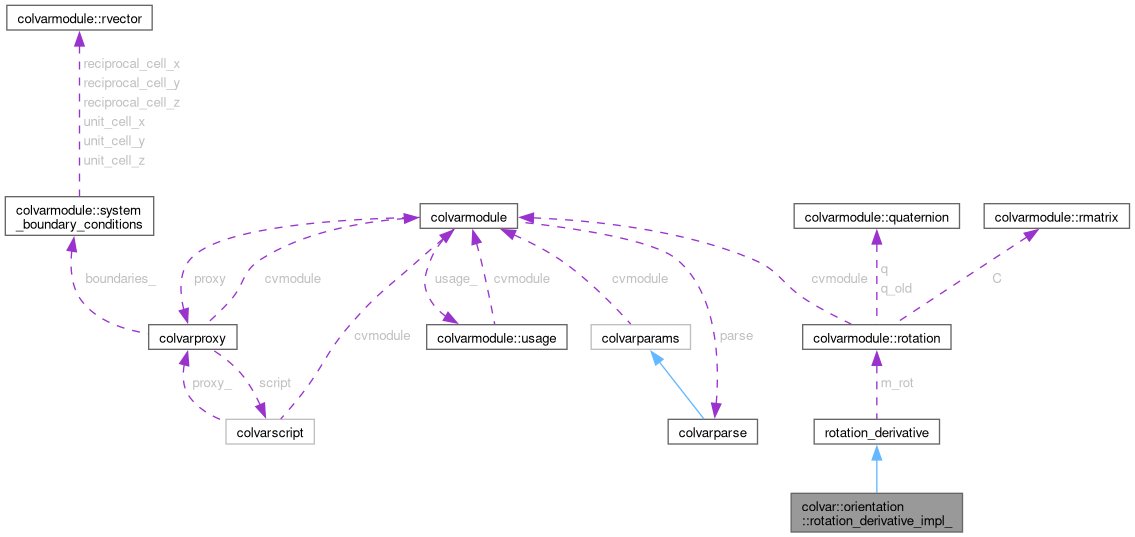 colvarmodule::rvector
reciprocal_cell_x
reciprocal_cell_y
reciprocal_cell_z
unit_cell_x
unit_cell_y
unit_cell_z
colvarmodule::system
_boundary_conditions
colvarmodule
colvarmodule::quaternion
colvarmodule::rmatrix
boundaries_
proxy
cvmodule
usage_
cvmodule
cvmodule
cvmodule
q
q_old
C
colvarproxy
cvmodule
colvarmodule::usage
colvarparams
parse
colvarmodule::rotation
proxy_
script
m_rot
colvarscript
colvarparse
rotation_derivative
colvar::orientation
::rotation_derivative_impl_